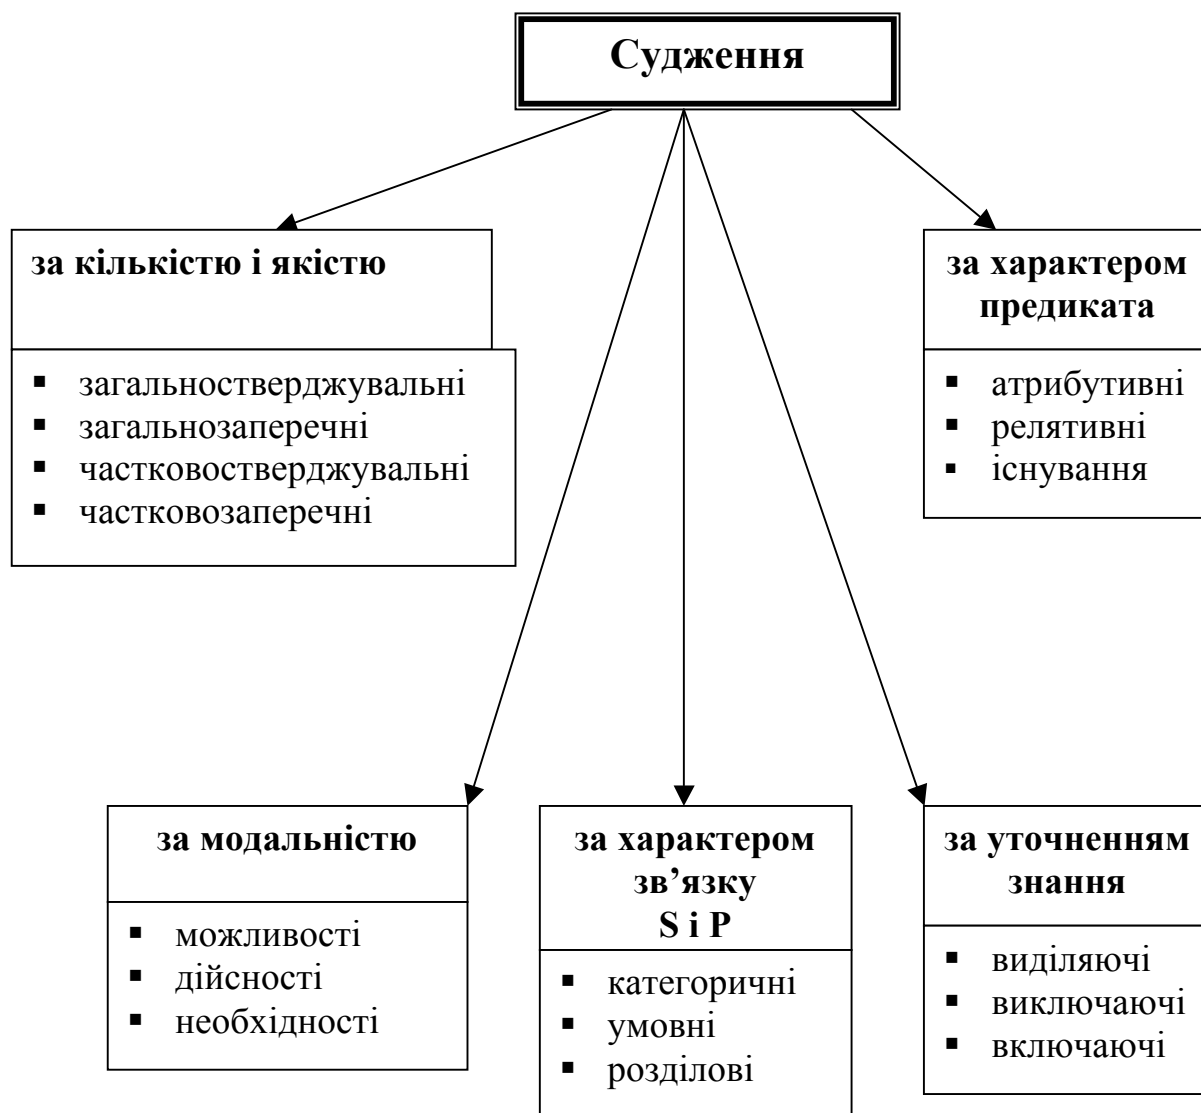 Судження
за кількістю і якістю
▪ загальностверджувальні
▪ загальнозаперечні
▪ частковостверджувальні
▪ частковозаперечні
за характером
предиката
▪ атрибутивні
▪ релятивні
▪ існування
за модальністю
▪ можливості
▪ дійсності
▪ необхідності
за характером
зв’язку
S і P
▪ категоричні
▪ умовні
▪ розділові
за уточненням
знання
▪ виділяючі
▪ виключаючі
▪ включаючі